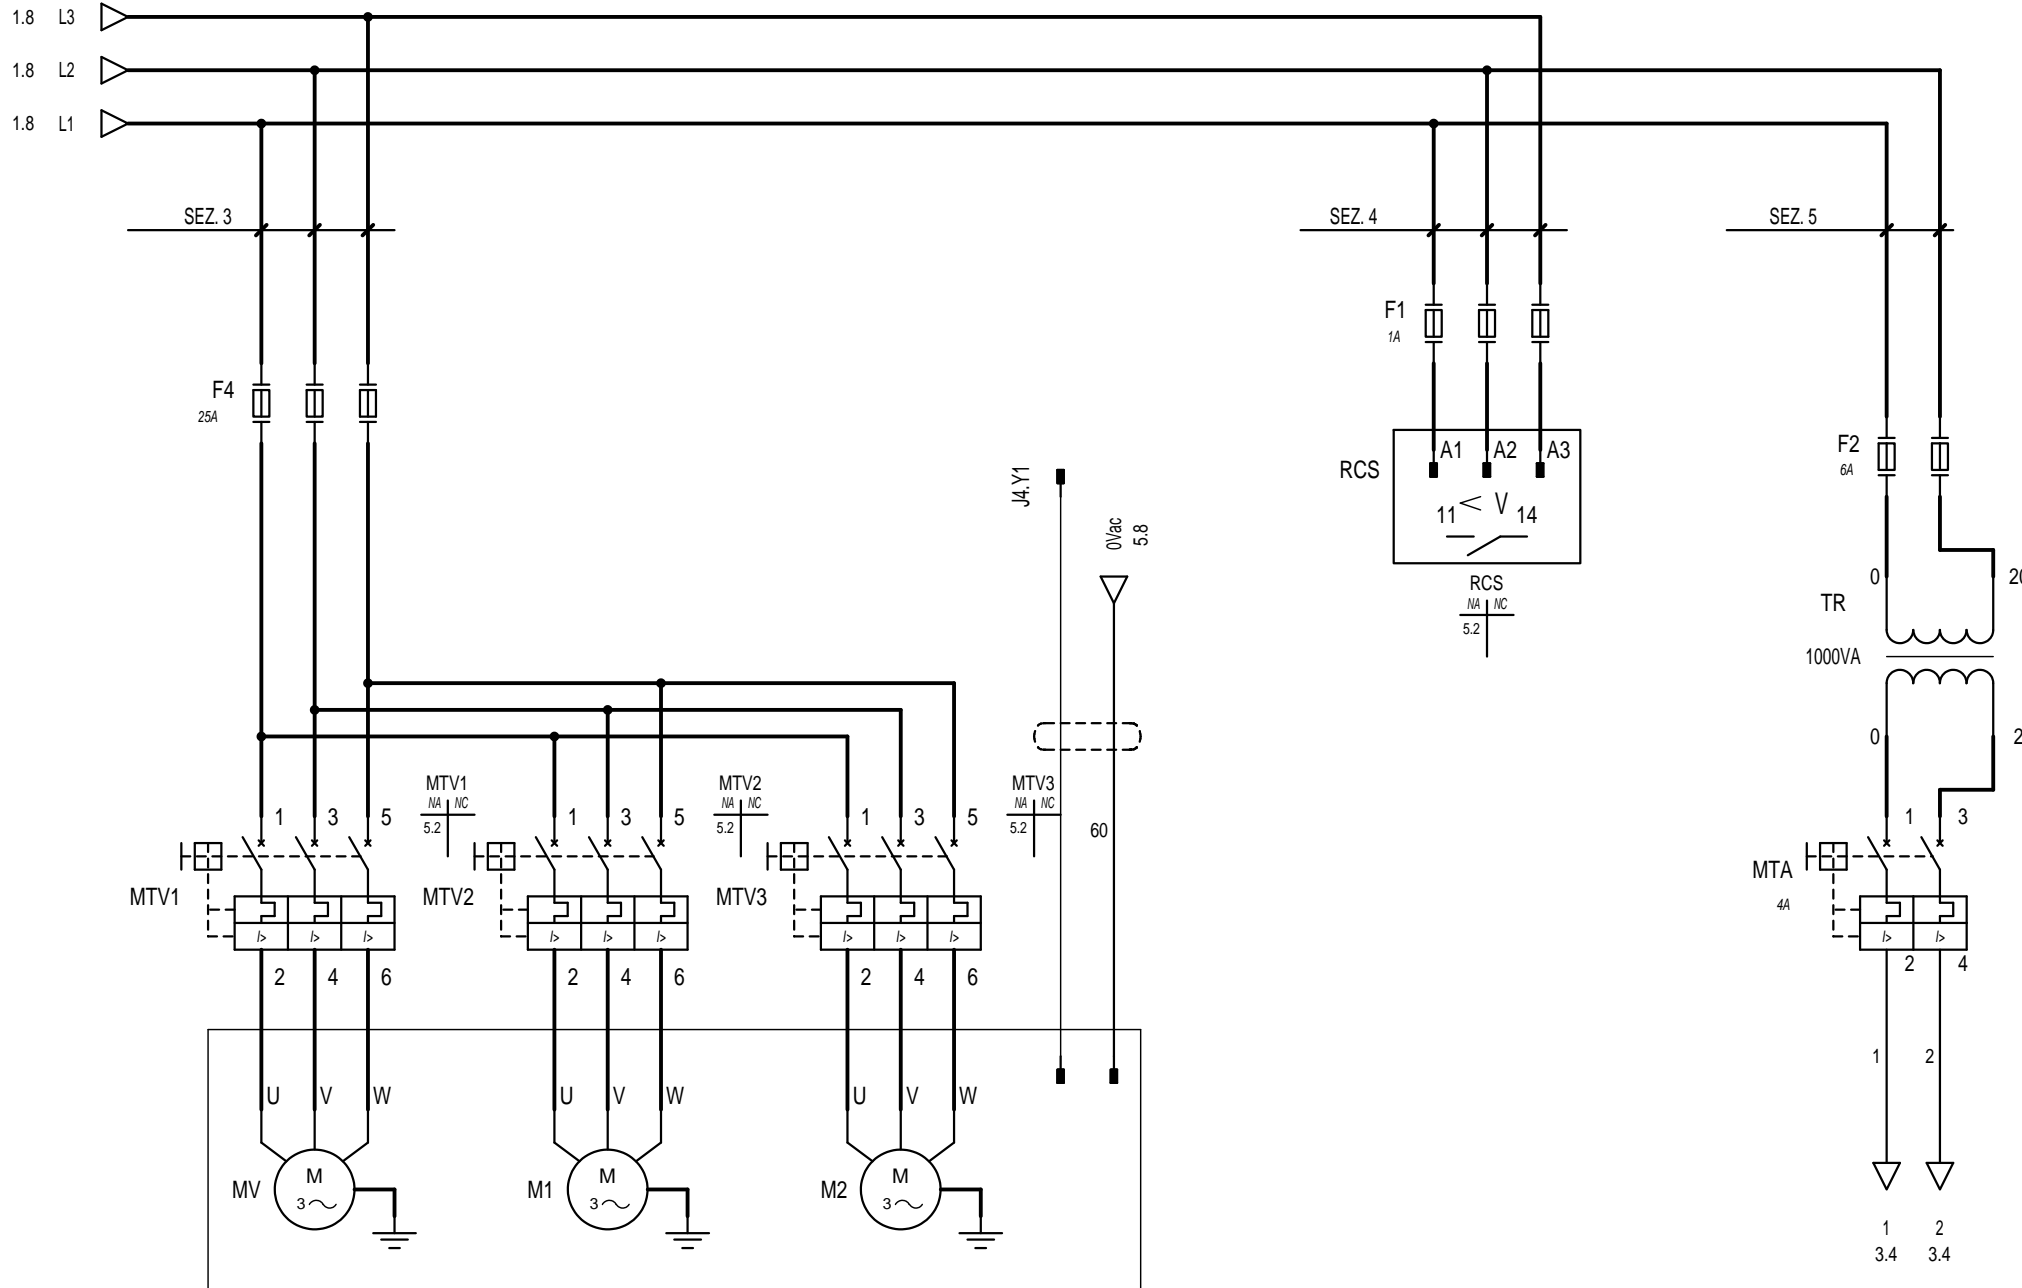 1.8 L3
1.8 L2
1.8 L1
SEZ. 3
SEZ. 4
SEZ. 5
F1
1A
F4
25A
F2
6A
RCS
A1 A2 A3
11 < V 14
J4.Y1
0Vac
5.8
RCS
NA NC
5.2
0
TR
1000VA
0
MTV1
NA NC
5.2
MTV2
NA NC
5.2
MTV3
NA NC
5.2
60
1 3 5
1 3 5
1 3 5
1 3
MTV1
MTV2
MTV3
MTA
4A
I> I> I>
I> I> I>
I> I> I>
I> I>
2 4 6
2 4 6
2 4 6
2 4
1 2
U V W
U V W
U V W
MV
M
3
M1
M
3
M2
M
3
1 2
3.4 3.4